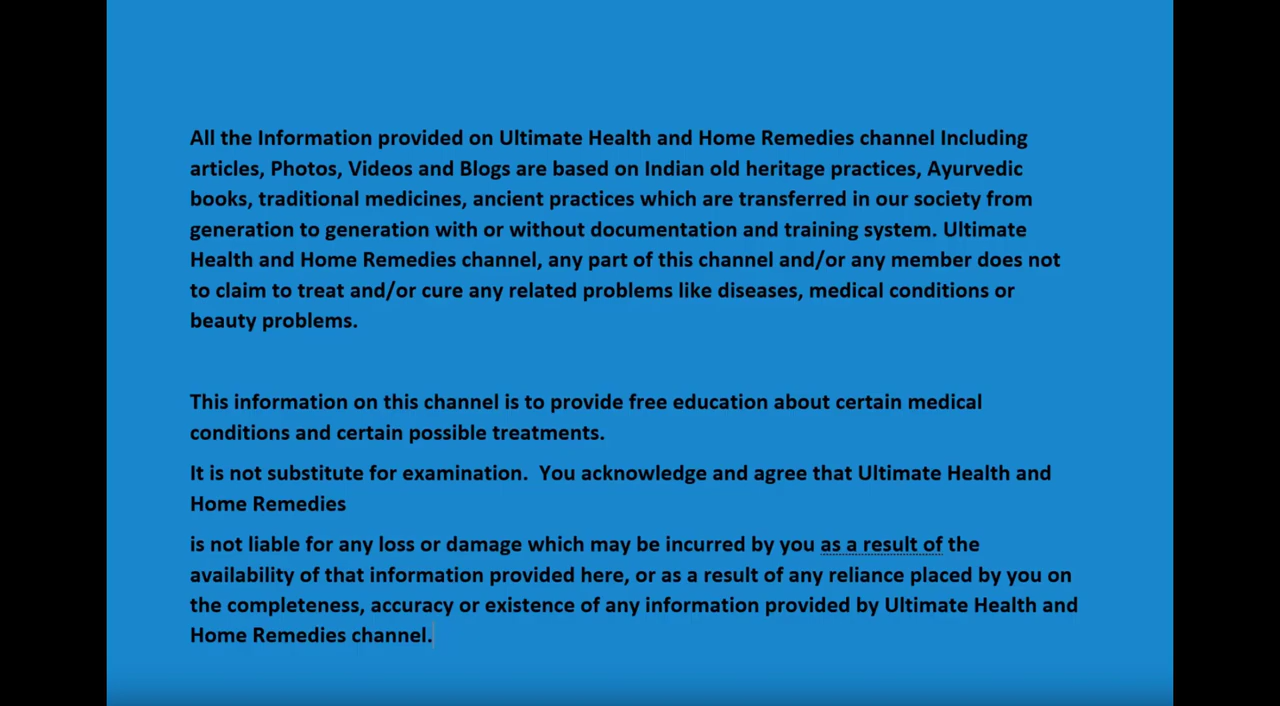 All the Information provided on Ultimate Health and Home Remedies channel Including
articles, Photos, Videos and Blogs are based on Indian old heritage practices, Ayurvedic
books, traditional medicines, ancient practices which are transferred in our society from
generation to generation with or without documentation and training system. Ultimate
Health and Home Remedies channel, any part of this channel and/or any member does not
to claim to treat and/or cure any related problems like diseases, medical conditions or
beauty problems.
This information on this channel is to provide free education about certain medical
conditions and certain possible treatments.
It is not substitute for examination.  You acknowledge and agree that Ultimate Health and
Home Remedies
is not liable for any loss or damage which may be incurred by you as a result of the
availability of that information provided here, or as a result of any reliance placed by you on
the completeness, accuracy or existence of any information provided by Ultimate Health and
Home Remedies channel.